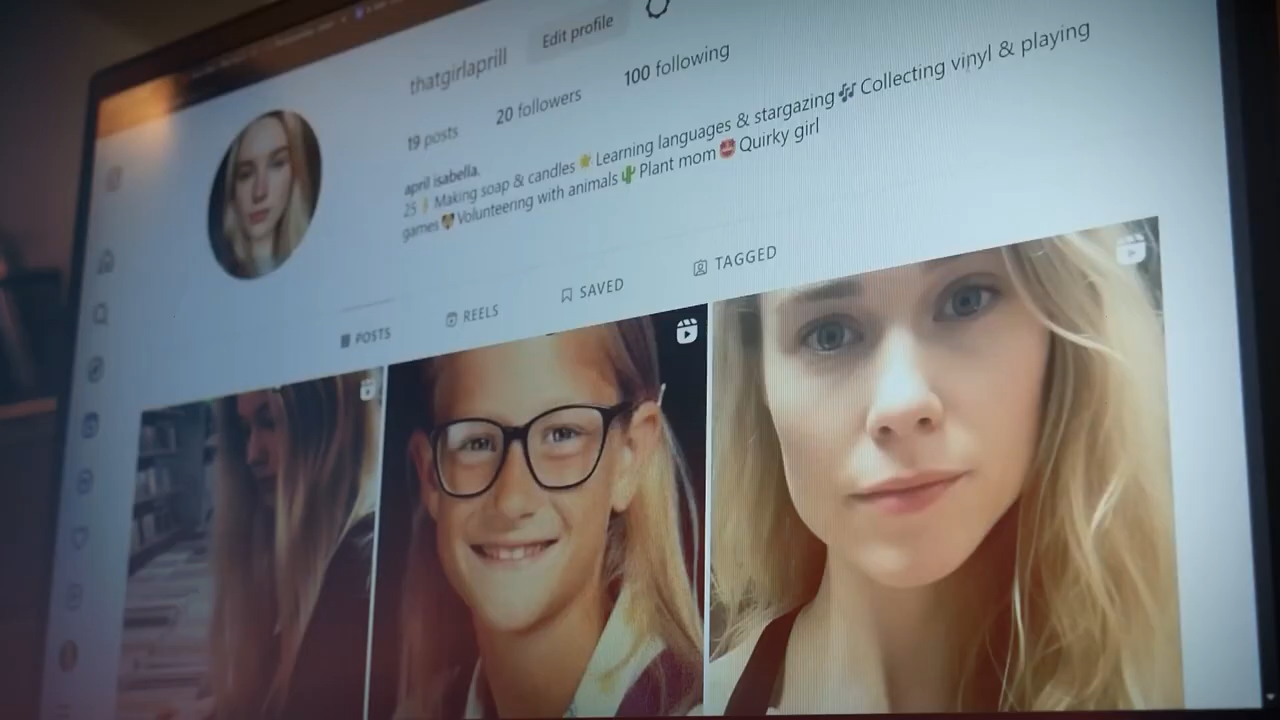 thatgirlaprill
Edit profile
19 posts
20 followers
100 following
april isabella.
25 Making soap & candles Learning languages & stargazing Collecting vinyl & playing
games Volunteering with animals Plant mom Quirky girl
POSTS
REELS
SAVED
TAGGED